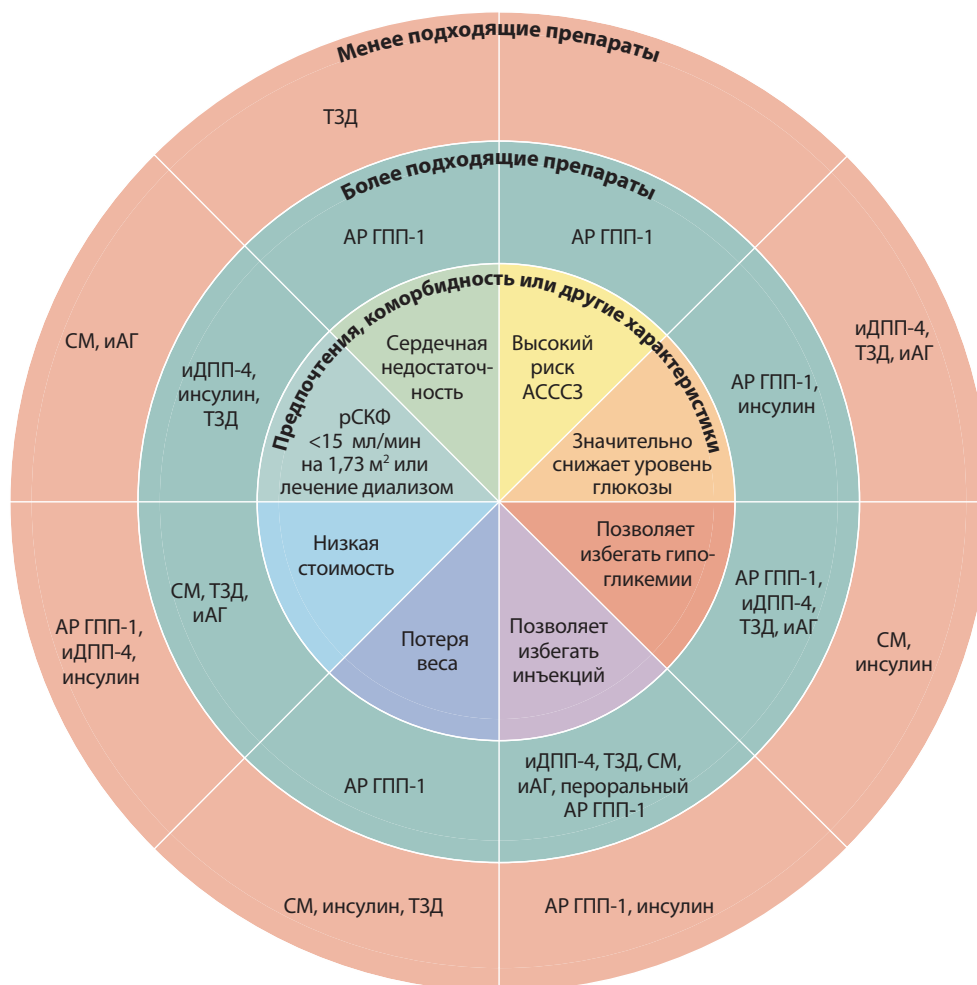 Менее подходящие препараты
ТЗД
Более подходящие препараты
АР ГПП-1
АР ГПП-1
Предпочтения, коморбидность или другие характеристики
СМ, иАГ
иДПП-4,
инсулин,
ТЗД
рСКФ
<15 мл/мин
на 1,73 м² или
лечение диализом
Сердечная
недостаточ-
ность
Высокий
риск
АССЗ
Значительно
снижает уровень
глюкозы
АР ГПП-1,
инсулин
иДПП-4,
ТЗД, иАГ
АР ГПП-1,
иДПП-4,
инсулин
СМ, ТЗД,
иАГ
Низкая
стоимость
Потеря
веса
Позволяет
избегать
инъекций
Позволяет
избегать гипо-
гликемии
АР ГПП-1,
иДПП-4,
ТЗД, иАГ
СМ,
инсулин
АР ГПП-1
иДПП-4, ТЗД, СМ,
иАГ, пероральный
АР ГПП-1
СМ, инсулин, ТЗД
АР ГПП-1, инсулин